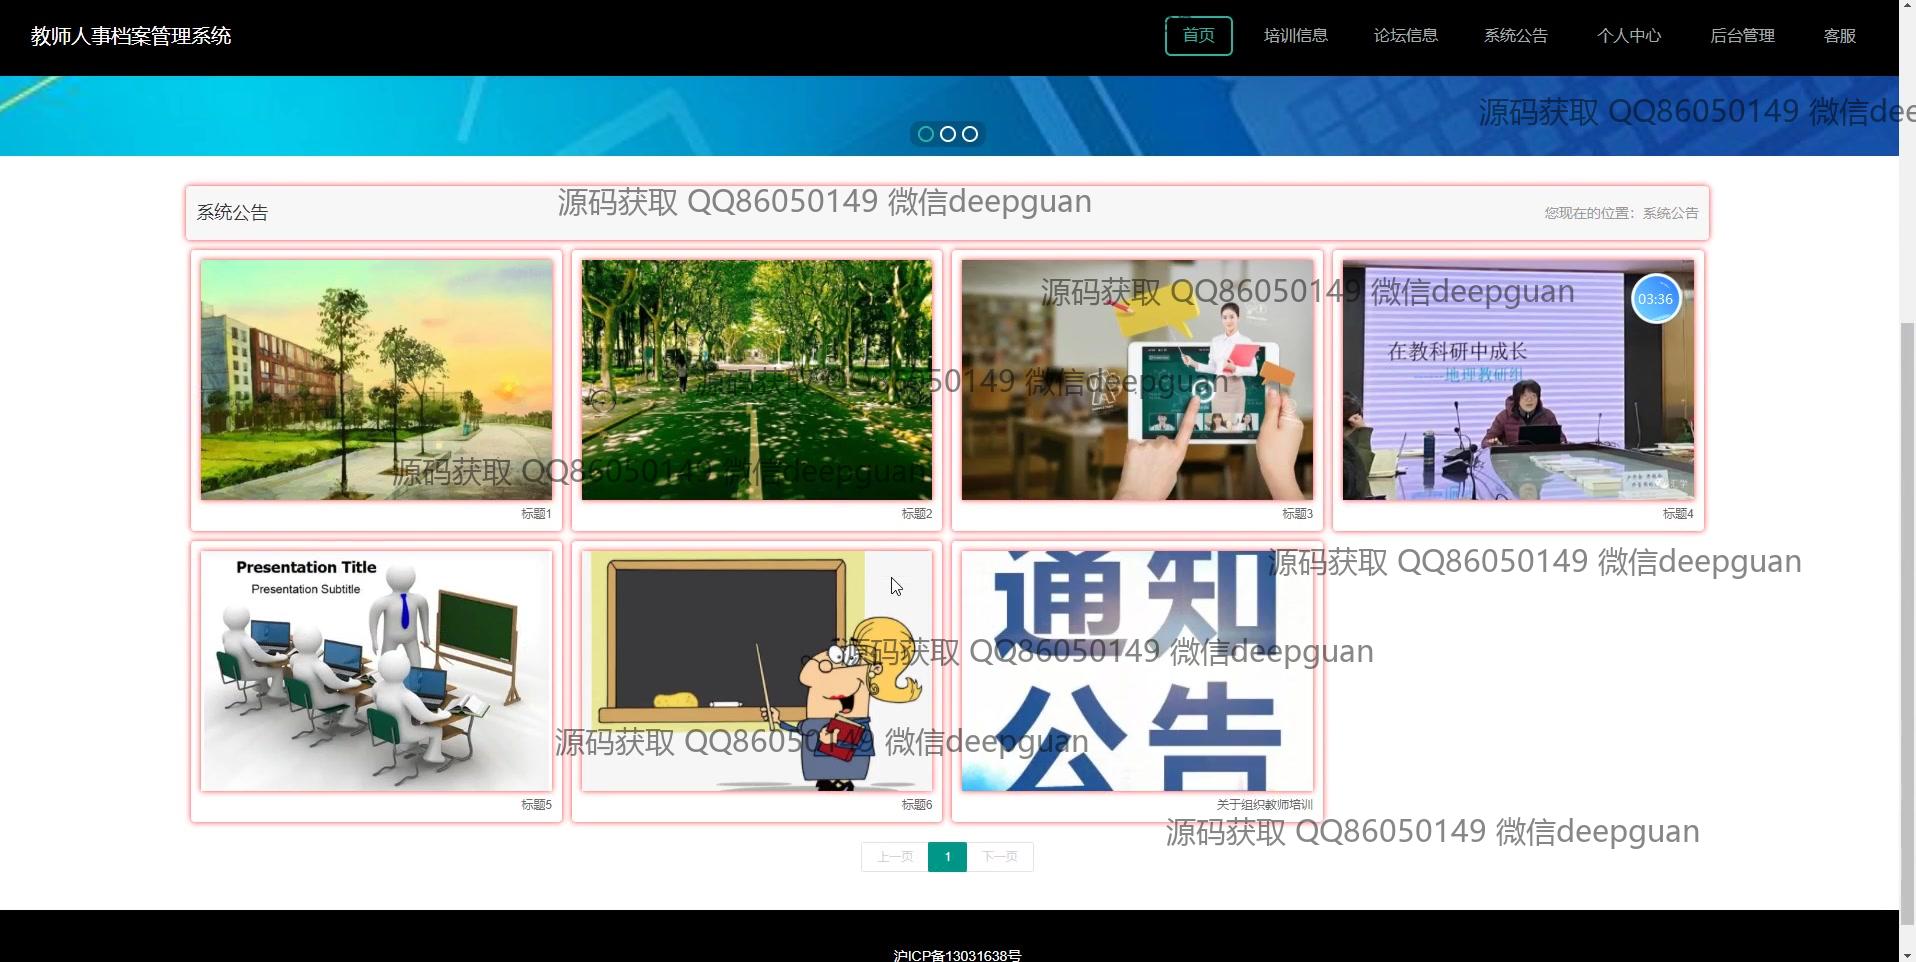 教师人事档案管理系统
首页 培训信息 论坛信息 系统公告 个人中心 后台管理 客服
源码获取 QQ86050149 微信dee
系统公告
源码获取 QQ86050149 微信deepguan
您现在的位置：系统公告
源码获取 QQ86050149 微信deepguan
03:36
在教科研中成长
——地理教研组
源码获取 QQ86050149 微信deepguan
源码获取 QQ86050149 微信deepguan
标题1
标题2
标题3
标题4
Presentation Title
Presentation Subtitle
通知
公告
源码获取 QQ86050149 微信deepguan
源码获取 QQ86050149 微信deepguan
源码获取 QQ86050149 微信deepguan
标题5
标题6
关于组织教师培训
源码获取 QQ86050149 微信deepguan
上一页 1 下一页
沪ICP备13031638号